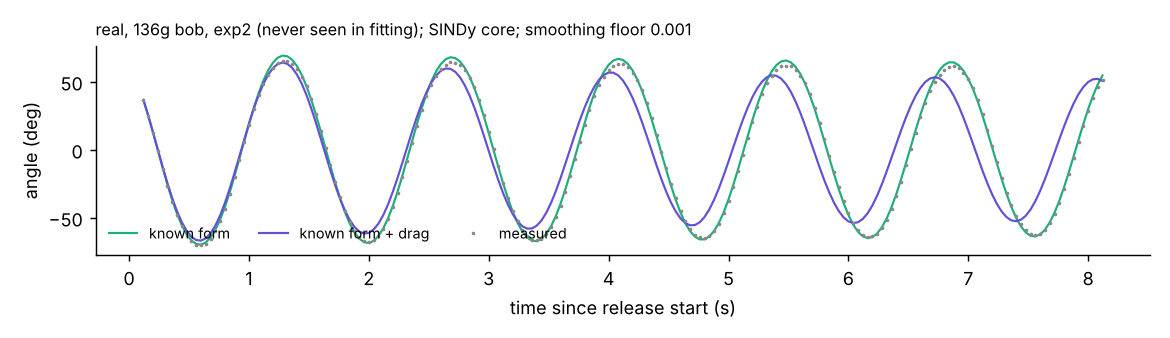 real, 136g bob, exp2 (never seen in fitting); SINDy core; smoothing floor 0.001
angle (deg)
50
0
−50
known form known form + drag measured
0 1 2 3 4 5 6 7 8
time since release start (s)